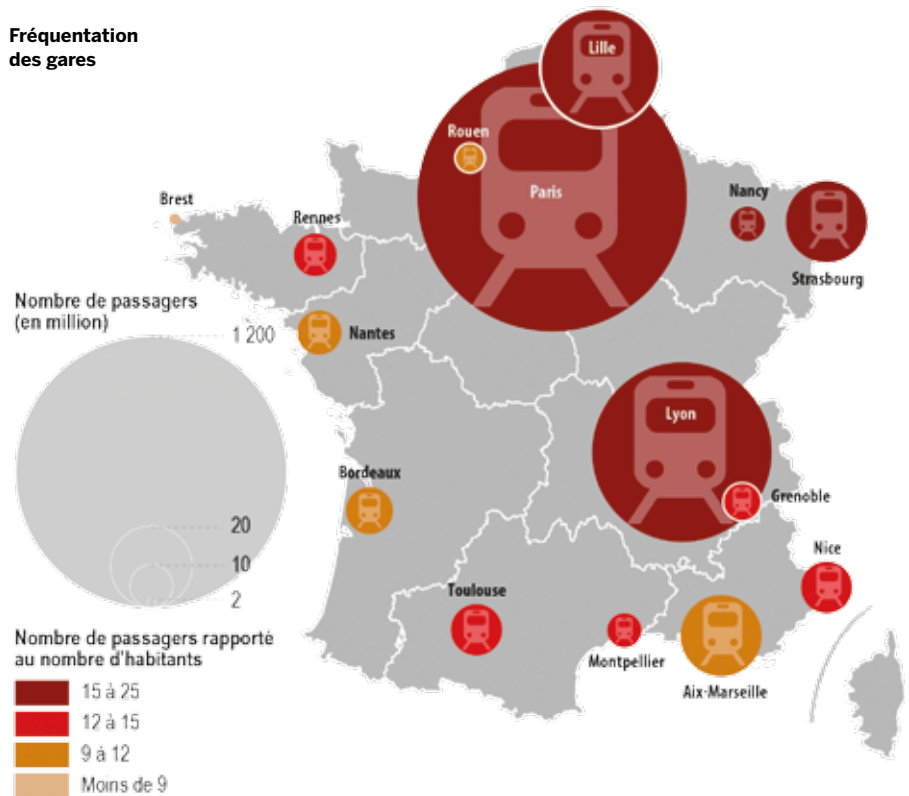 Fréquentation
des gares
Lille
Rouen
Paris
Nancy
Brest
Rennes
Strasbourg
Nombre de passagers
(en million)
1 200
Nantes
Lyon
Bordeaux
Grenoble
20
10
2
Nice
Toulouse
Montpellier
Aix-Marseille
Nombre de passagers rapporté
au nombre d'habitants
15 à 25
12 à 15
9 à 12
Moins de 9